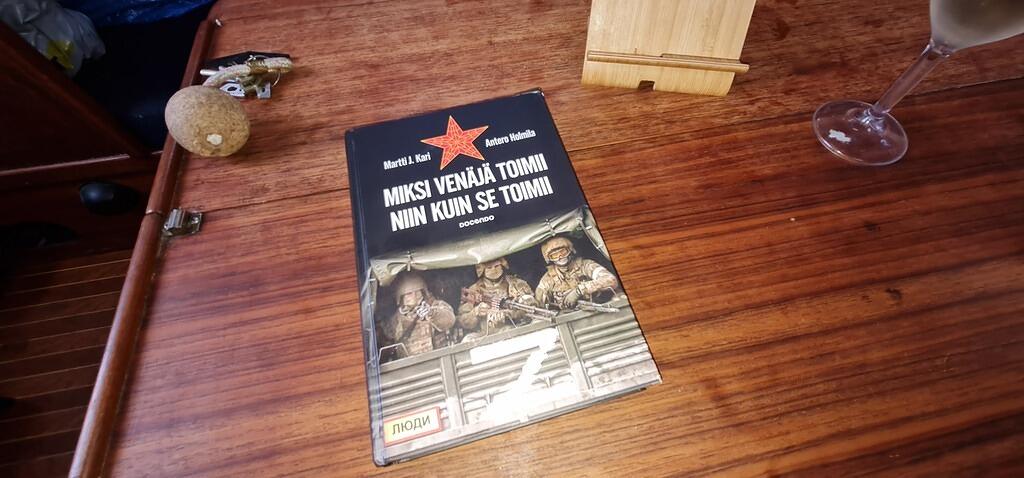 Martti J. Kari
Antero Holmila
MIKSI VENÄJÄ TOIMII
NIIN KUIN SE TOIMII
DOCENDO
Z
ЛЮДИ